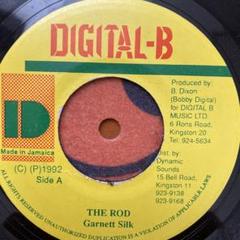 DIGITAL-B
D
Made in Jamaica
Produced by
B. Dixon
(Bobby Digital)
for DIGITAL B
MUSIC LTD.
6 Rons Road,
Kingston 20
Tel: 924-5634
(C) (P)1992
Side A
Dist by:
Dynamic
Sounds
15 Bell Road,
Kingston 11
923-9138
923-9168
THE ROD
Garnett Silk
ALL RIGHTS RESERVED UNAUTHORIZED DUPLICATION IS A VIOLATION OF APPLICABLE LAWS